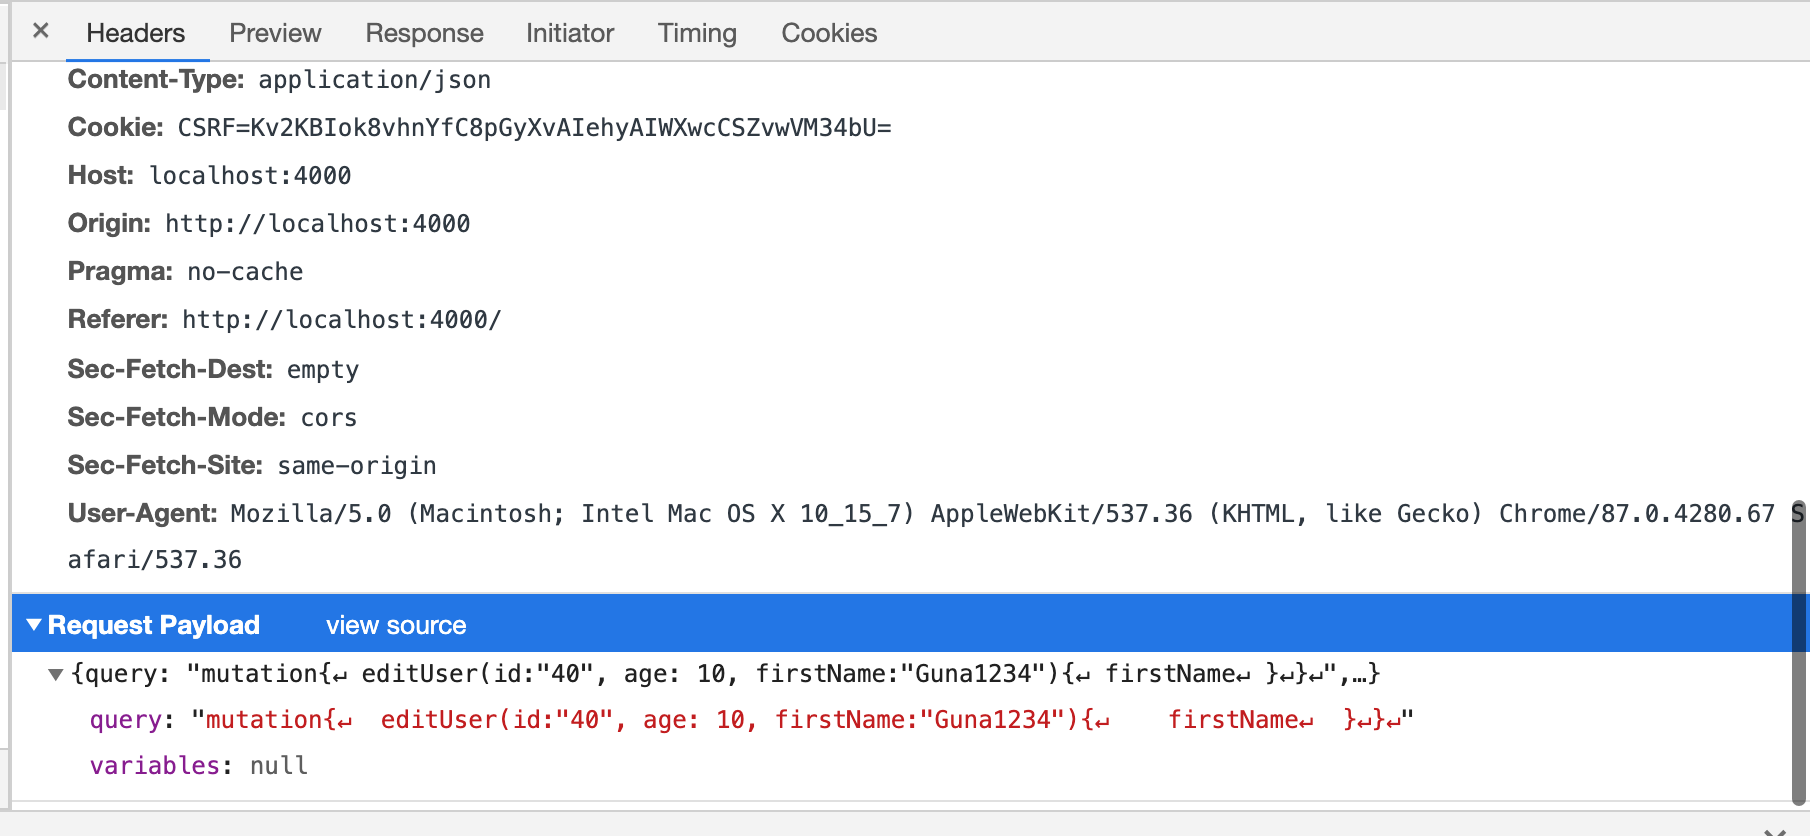 × Headers Preview Response Initiator Timing Cookies
Content-Type: application/json
Cookie: CSRF=Kv2KBIok8vhnYfC8pGyXvAIehyAIWXwcCSZvwVM34bU=
Host: localhost:4000
Origin: http://localhost:4000
Pragma: no-cache
Referer: http://localhost:4000/
Sec-Fetch-Dest: empty
Sec-Fetch-Mode: cors
Sec-Fetch-Site: same-origin
User-Agent: Mozilla/5.0 (Macintosh; Intel Mac OS X 10_15_7) AppleWebKit/537.36 (KHTML, like Gecko) Chrome/87.0.4280.67 S
afari/537.36
▼ Request Payload view source
▼ {query: "mutation{↵ editUser(id:"40", age: 10, firstName:"Guna1234"){↵ firstName↵ }↵}↵",…}
query: "mutation{↵  editUser(id:"40", age: 10, firstName:"Guna1234"){↵    firstName↵  }↵}↵"
variables: null